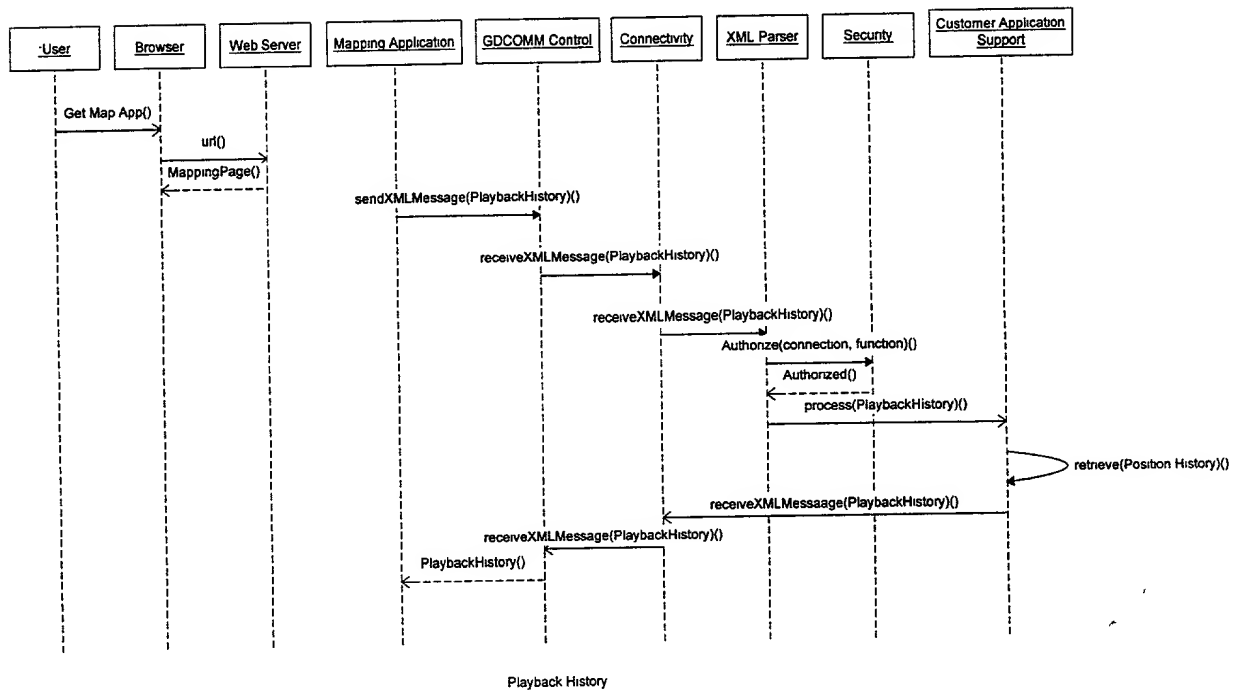 :User
Browser
Web Server
Mapping Application
GDCOMM Control
Connectivity
XML Parser
Security
Customer Application
Support
Get Map App()
url()
MappingPage()
sendXMLMessage(PlaybackHistory)()
receiveXMLMessage(PlaybackHistory)()
receiveXMLMessage(PlaybackHistory)()
Authorize(connection, function)()
Authorized()
process(PlaybackHistory)()
retrieve(Position History)()
receiveXMLMessaage(PlaybackHistory)()
receiveXMLMessage(PlaybackHistory)()
PlaybackHistory()
Playback History